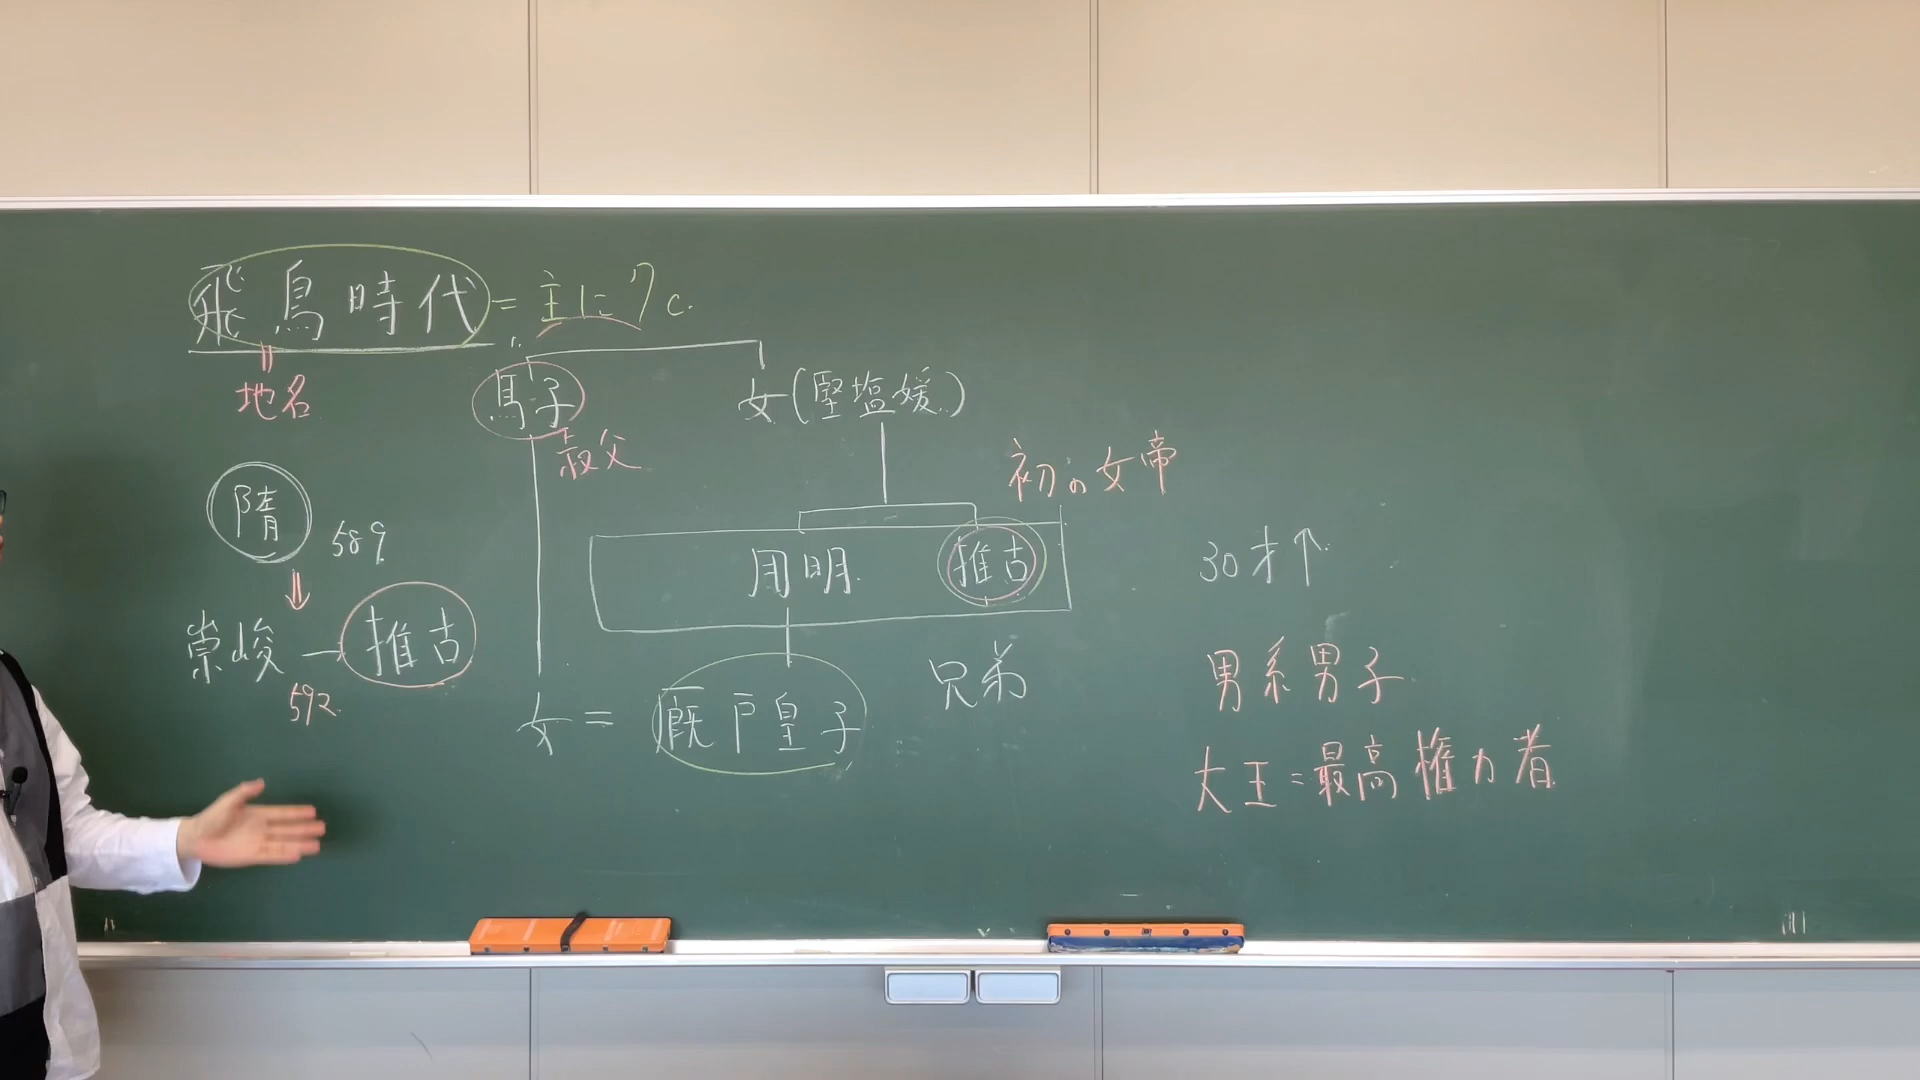 飛鳥時代=主に7c.
地名
馬子
女(堅塩媛)
叔父
初の女帝
隋
589
用明
推古
30才↑
崇峻→推古
592
兄弟
男系男子
女=厩戸皇子
大王=最高権力者